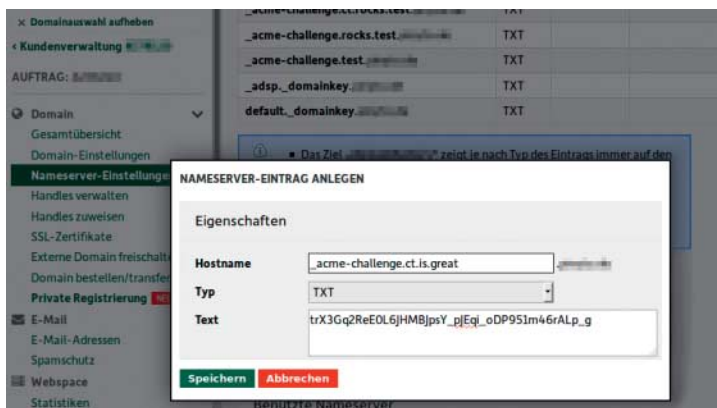 × Domainauswahl aufheben
‹ Kundenverwaltung
AUFTRAG:
Domain
Gesamtübersicht
Domain-Einstellungen
Nameserver-Einstellunge
Handles verwalten
Handles zuweisen
SSL-Zertifikate
Externe Domain freischalt
Domain bestellen/transfer
Private Registrierung
E-Mail
E-Mail-Adressen
Spamschutz
Webspace
Statistiken
_acme-challenge.ct.rocks.test. TXT
_acme-challenge.rocks.test. TXT
_acme-challenge.test. TXT
_adsp._domainkey. TXT
default._domainkey. TXT
▪ Das Ziel zeigt je nach Typ des Eintrags immer auf den
NAMESERVER-EINTRAG ANLEGEN
Eigenschaften
Hostname _acme-challenge.ct.is.great
Typ TXT
Text trX3Gq2ReE0L6JHMBJpsY_pJEqi_oDP951m46rALp_g
Speichern Abbrechen
Benutzte Nameserver